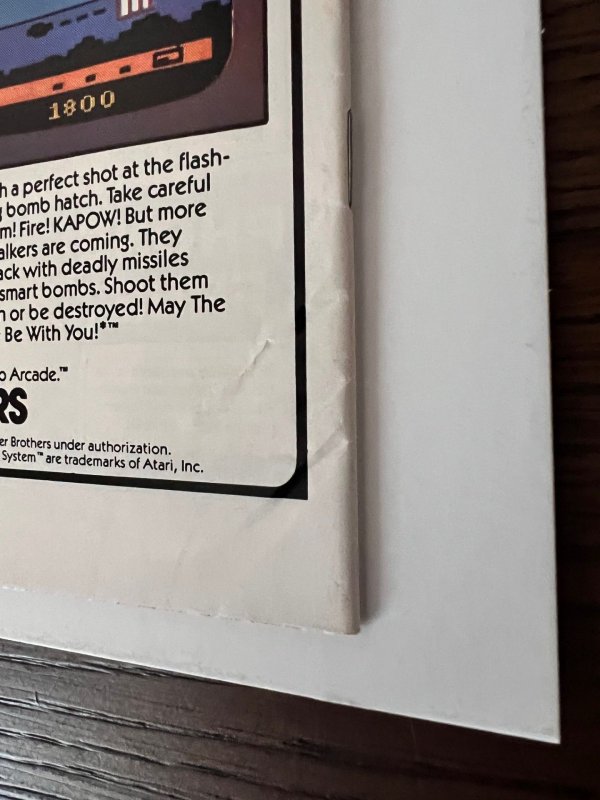 1800
h a perfect shot at the flash-
bomb hatch. Take careful
m! Fire! KAPOW! But more
alkers are coming. They
ack with deadly missiles
smart bombs. Shoot them
n or be destroyed! May The
Be With You!®™
o Arcade.™
RS
er Brothers under authorization.
System™ are trademarks of Atari, Inc.